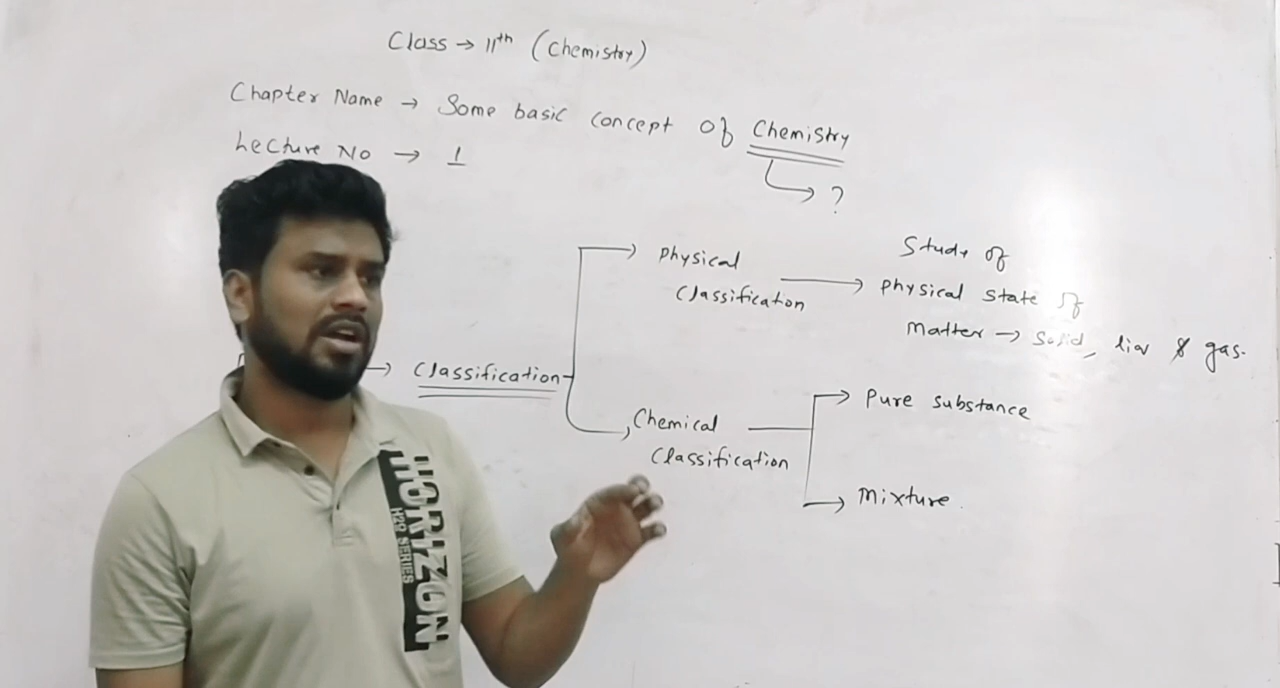 Class → 11th (Chemistry)
Chapter Name → Some basic concept of Chemistry
Lecture No → 1
→ ?
→ Physical
Classification
→ Study of
Physical state of
matter → Solid, liq & gas.
→ Classification
Chemical
Classification
→ Pure substance
→ Mixture.
HORIZON
H2O SERIES